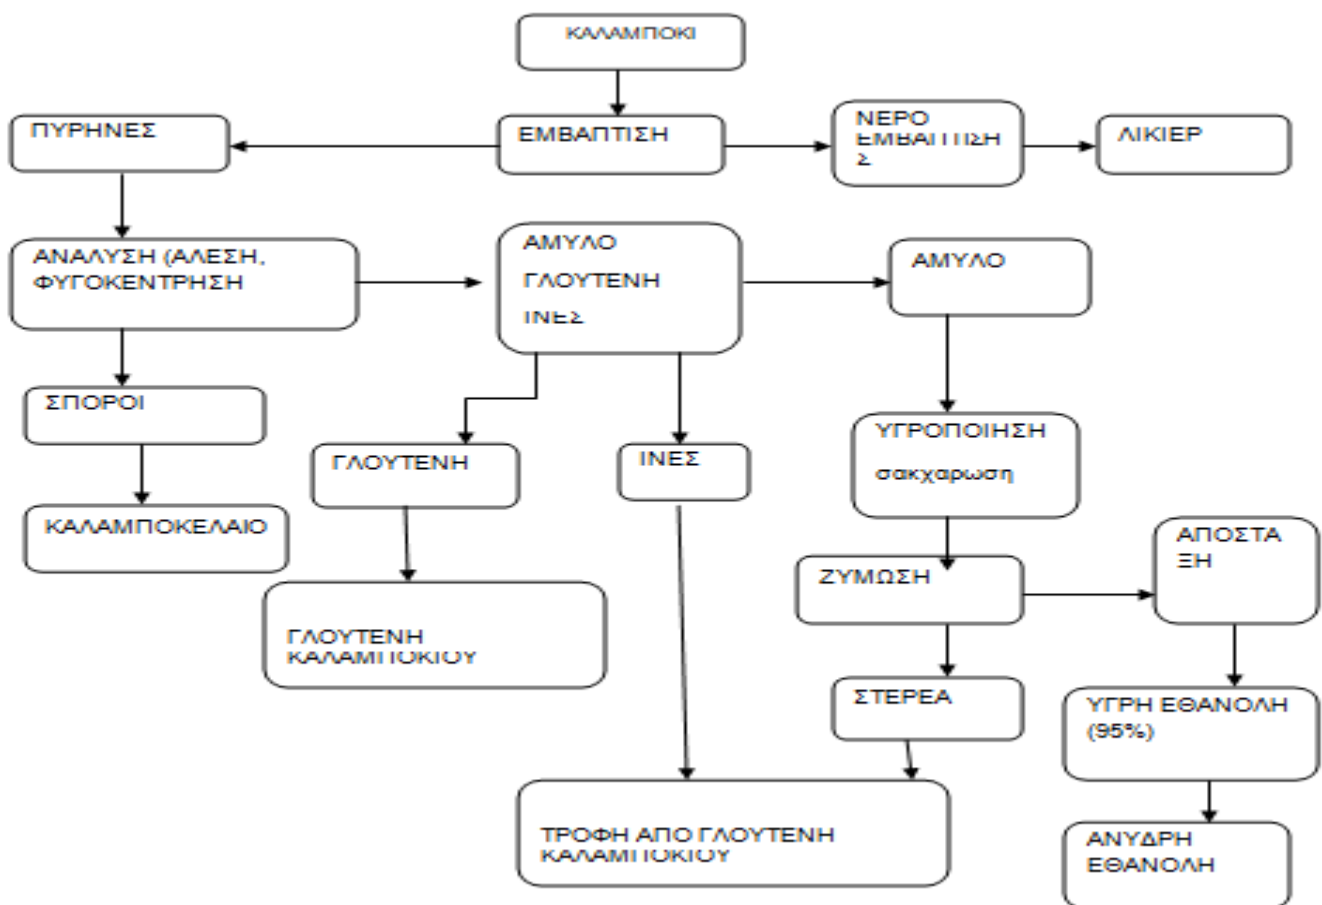 ΚΑΛΑΜΠΟΚΙ
ΠΥΡΗΝΕΣ
ΕΜΒΑΠΤΙΣΗ
ΝΕΡΟ
ΕΜΒΑΠΤΙΣΗ
Σ
ΛΙΚΙΕΡ
ΑΝΑΛΥΣΗ (ΑΛΕΣΗ,
ΦΥΓΟΚΕΝΤΡΗΣΗ
ΑΜΥΛΟ
ΓΛΟΥΤΕΝΗ
ΙΝΕΣ
ΑΜΥΛΟ
ΣΠΟΡΟΙ
ΓΛΟΥΤΕΝΗ
ΙΝΕΣ
ΥΓΡΟΠΟΙΗΣΗ
σακχαρωση
ΚΑΛΑΜΠΟΚΕΛΑΙΟ
ΑΠΟΣΤΑ
ΞΗ
ΖΥΜΩΣΗ
ΓΛΟΥΤΕΝΗ
ΚΑΛΑΜΠΟΚΙΟΥ
ΣΤΕΡΕΑ
ΥΓΡΗ ΕΘΑΝΟΛΗ
(95%)
ΤΡΟΦΗ ΑΠΟ ΓΛΟΥΤΕΝΗ
ΚΑΛΑΜΠΟΚΙΟΥ
ΑΝΥΔΡΗ
ΕΘΑΝΟΛΗ